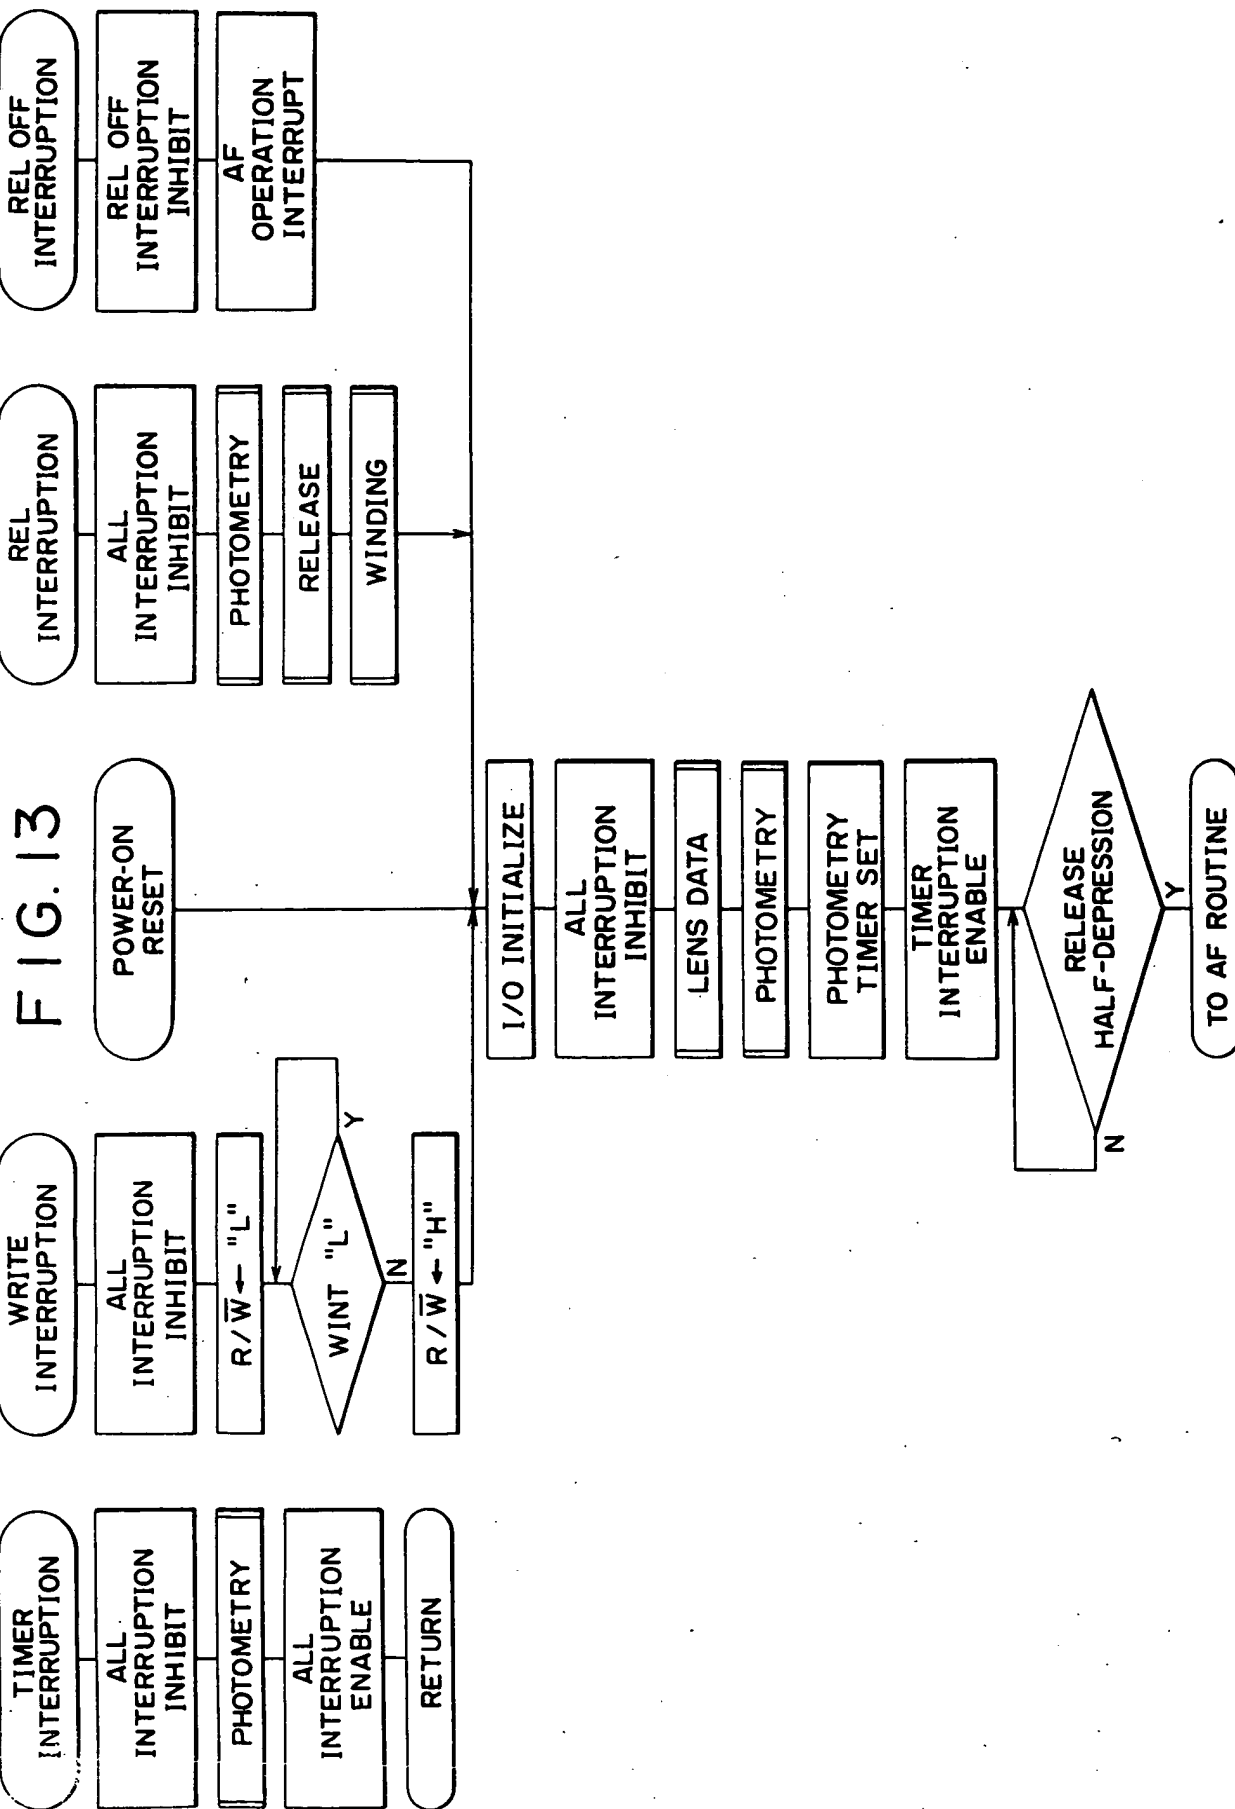 FIG. 13
TIMER
INTERRUPTION
ALL
INTERRUPTION
INHIBIT
PHOTOMETRY
ALL
INTERRUPTION
ENABLE
RETURN
WRITE
INTERRUPTION
ALL
INTERRUPTION
INHIBIT
R/W̅ ← "L"
WINT "L"
Y
N
R/W̅ ← "H"
POWER-ON
RESET
I/O INITIALIZE
ALL
INTERRUPTION
INHIBIT
LENS DATA
PHOTOMETRY
PHOTOMETRY
TIMER SET
TIMER
INTERRUPTION
ENABLE
RELEASE
HALF-DEPRESSION
N
Y
TO AF ROUTINE
REL
INTERRUPTION
ALL
INTERRUPTION
INHIBIT
PHOTOMETRY
RELEASE
WINDING
REL OFF
INTERRUPTION
REL OFF
INTERRUPTION
INHIBIT
AF
OPERATION
INTERRUPT